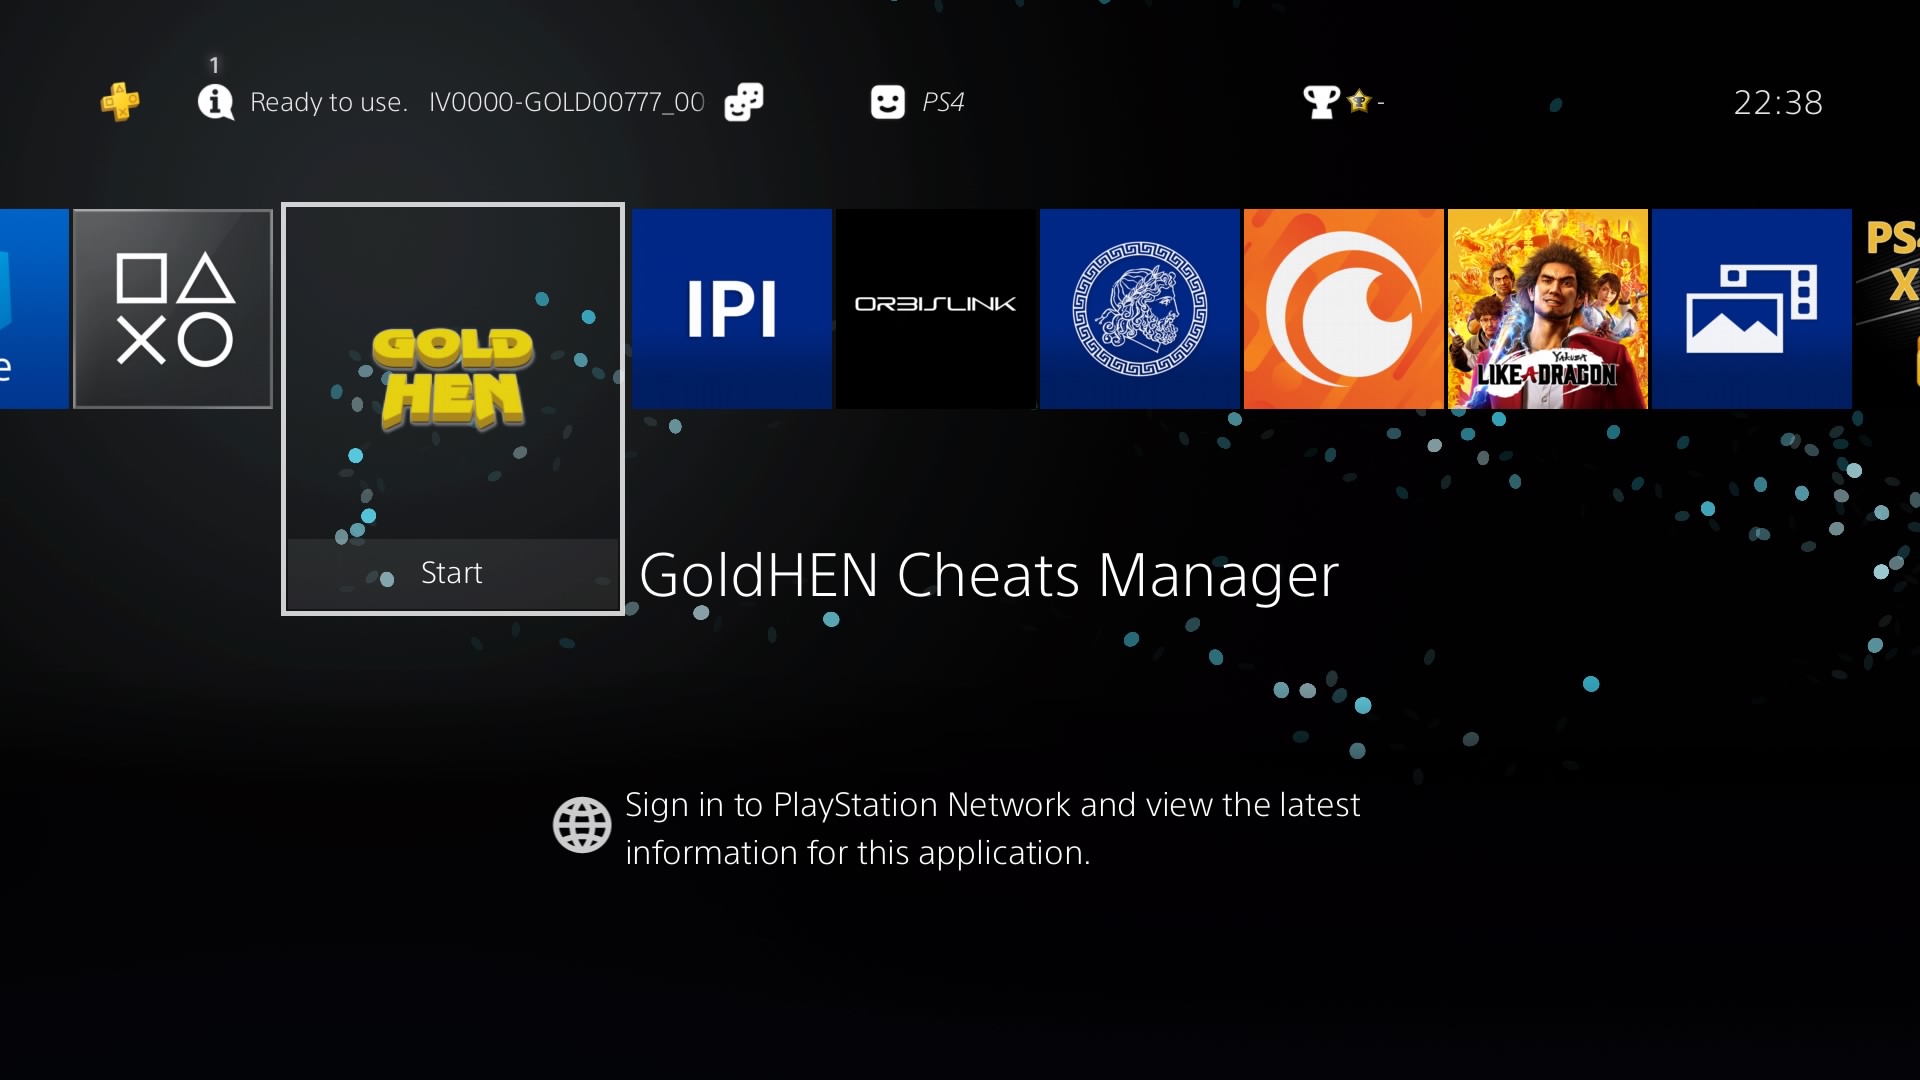 1
Ready to use. IV0000-GOLD00777_00
PS4
-
22:38
e
GOLD
HEN
Start
IPI
ORBISLINK
YAKUZA
LIKE A DRAGON
PS4
X
GoldHEN Cheats Manager
Sign in to PlayStation Network and view the latest
information for this application.